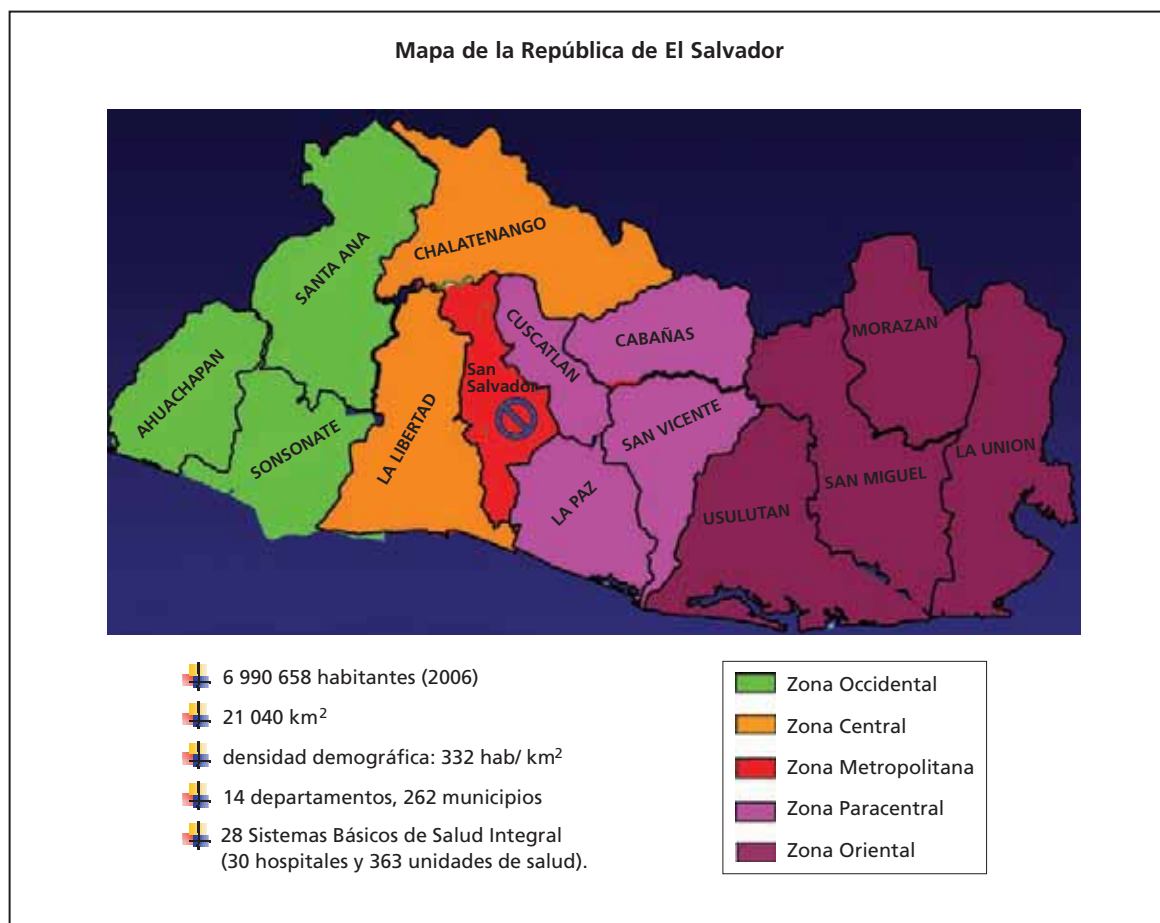 Mapa de la República de El Salvador
SANTA ANA
CHALATENANGO
AHUACHAPAN
SONSONATE
LA LIBERTAD
San
Salvador
CUSCATLAN
CABAÑAS
SAN VICENTE
LA PAZ
USULUTAN
SAN MIGUEL
MORAZAN
LA UNION
6 990 658 habitantes (2006)
21 040 km²
densidad demográfica: 332 hab/ km²
14 departamentos, 262 municipios
28 Sistemas Básicos de Salud Integral
(30 hospitales y 363 unidades de salud).
Zona Occidental
Zona Central
Zona Metropolitana
Zona Paracentral
Zona Oriental